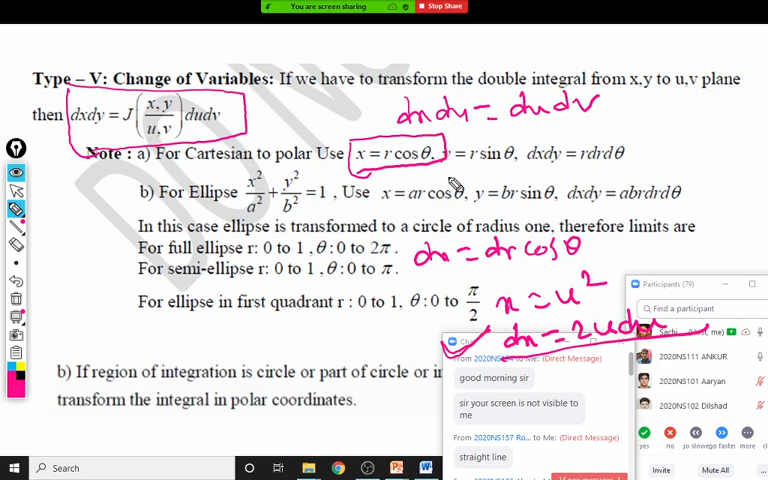 You are screen sharing
Stop Share
Type – V: Change of Variables: If we have to transform the double integral from x,y to u,v plane
then dxdy = J(x,y / u,v) dudv
dxdy = dudv
Note : a) For Cartesian to polar Use x = r cosθ, y = r sinθ, dxdy = rdrdθ
b) For Ellipse x²/a² + y²/b² = 1 , Use x = ar cosθ, y = br sinθ, dxdy = abrdrdθ
In this case ellipse is transformed to a circle of radius one, therefore limits are
For full ellipse r: 0 to 1 , θ : 0 to 2π.
dx = dr cosθ
For semi-ellipse r: 0 to 1 , θ : 0 to π.
x = u²
For ellipse in first quadrant r : 0 to 1, θ : 0 to π/2
dx = 2u du
b) If region of integration is circle or part of circle or in
transform the integral in polar coordinates.
Participants (79)
Find a participant
Sachi...
2020NS111 ANKUR
2020NS101 Aaryan
2020NS102 Dilshad
yes
no
go slower
go faster
more
Invite
Mute All
...
From
to Me: (Direct Message)
good morning sir
sir your screen is not visible to
me
From 2020NS157 Ro... to Me: (Direct Message)
straight line
Search